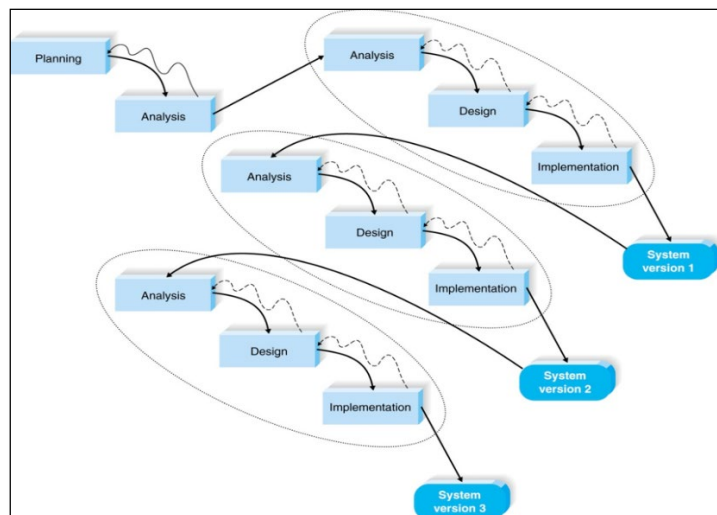 Planning
Analysis
Analysis
Design
Implementation
System
version 1
Analysis
Design
Implementation
System
version 2
Analysis
Design
Implementation
System
version 3